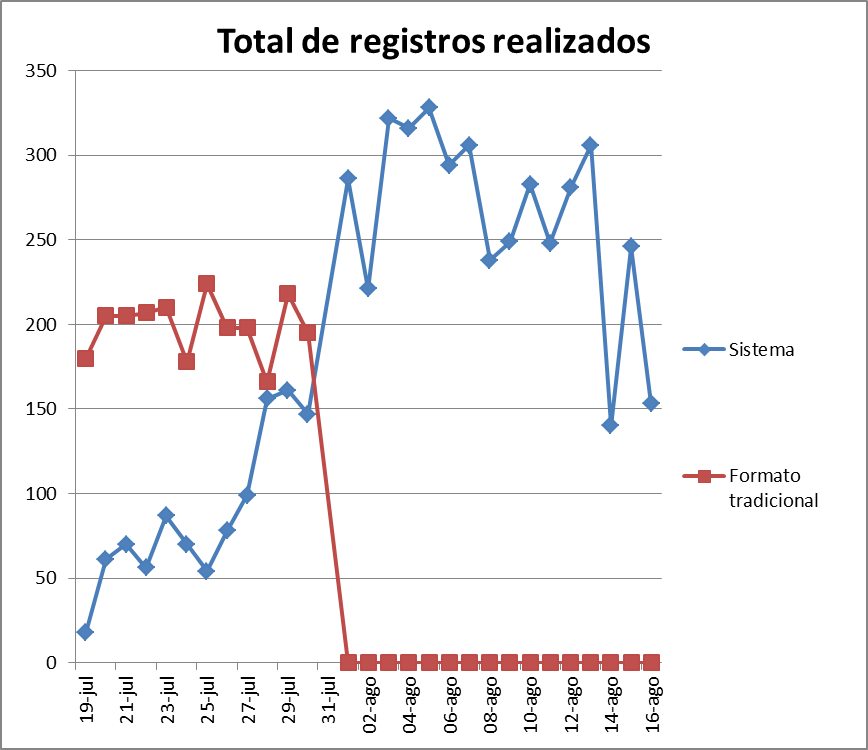 Total de registros realizados
350
300
250
200
150
100
50
0
19-jul
21-jul
23-jul
25-jul
27-jul
29-jul
31-jul
02-ago
04-ago
06-ago
08-ago
10-ago
12-ago
14-ago
16-ago
Sistema
Formato
tradicional